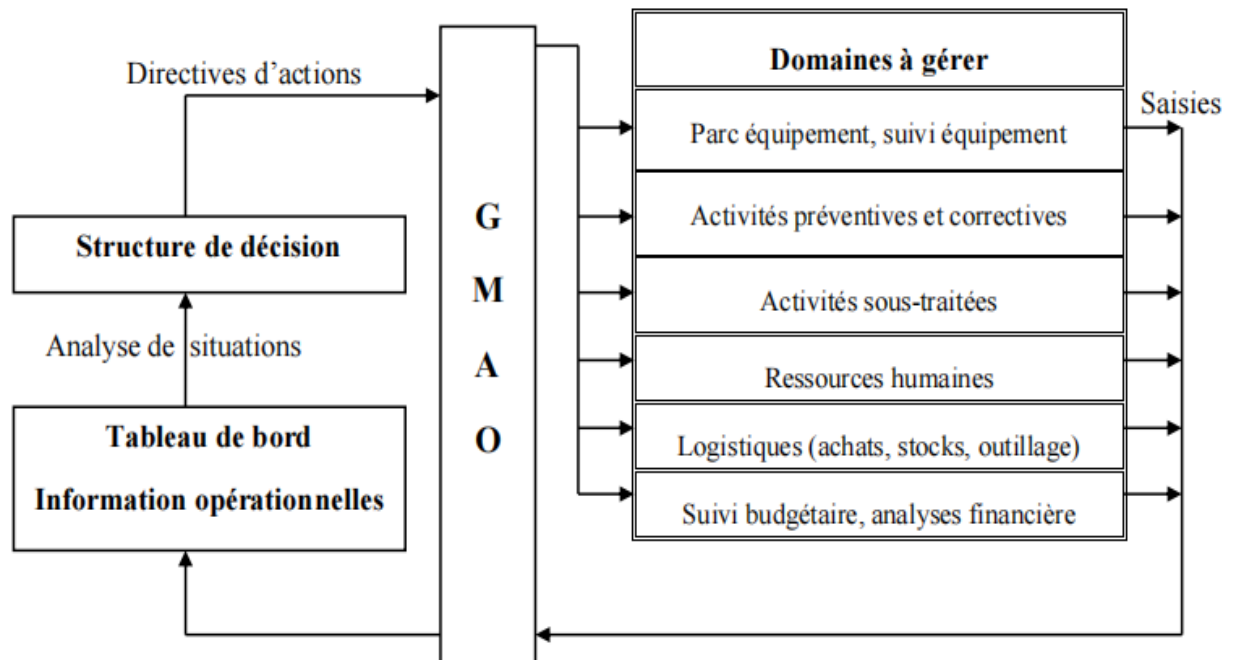 Directives d'actions
Structure de décision
Analyse de situations
Tableau de bord
Information opérationnelles
G
M
A
O
Domaines à gérer
Parc équipement, suivi équipement
Activités préventives et correctives
Activités sous-traitées
Ressources humaines
Logistiques (achats, stocks, outillage)
Suivi budgétaire, analyses financière
Saisies